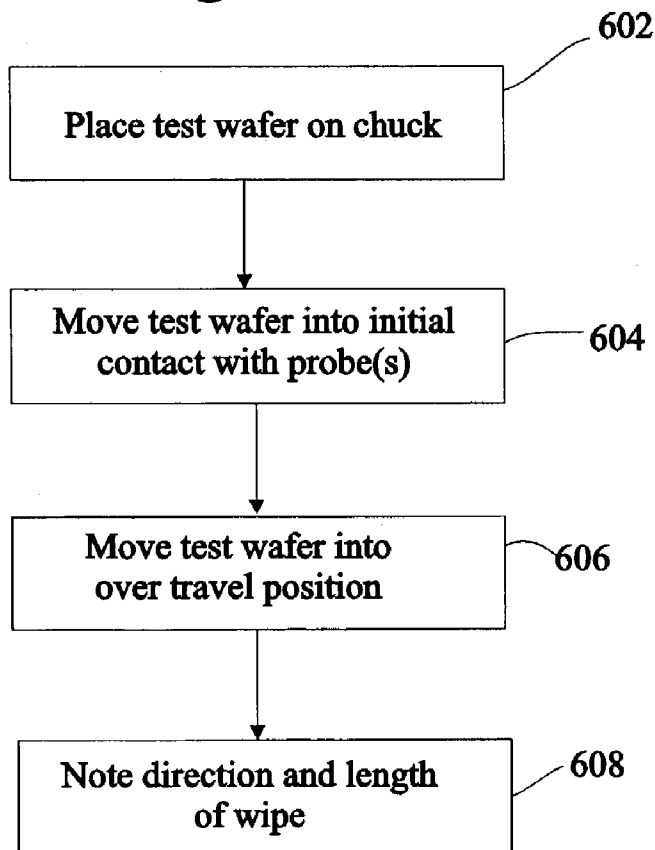 602
Place test wafer on chuck
Move test wafer into initial
contact with probe(s)
604
Move test wafer into
over travel position
606
Note direction and length
of wipe
608